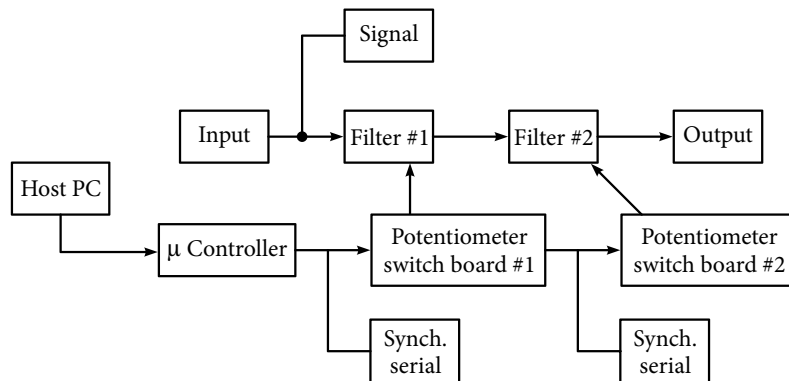 Signal
Input
Filter #1
Filter #2
Output
Host PC
μ Controller
Potentiometer
switch board #1
Potentiometer
switch board #2
Synch.
serial
Synch.
serial